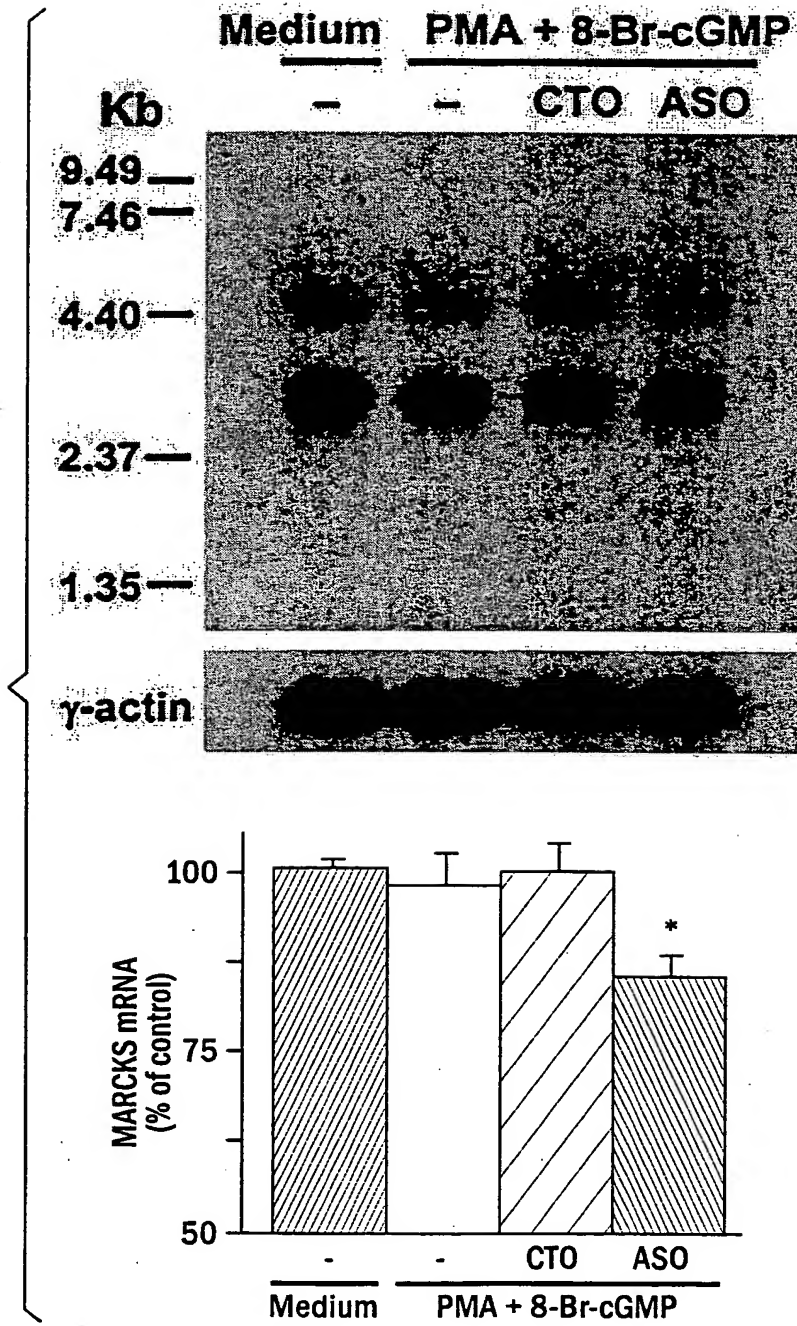 Medium PMA + 8-Br-cGMP
Kb - - CTO ASO
9.49
7.46
4.40
2.37
1.35
γ-actin
100
75
50
MARCKS mRNA
(% of control)
*
- - CTO ASO
Medium PMA + 8-Br-cGMP